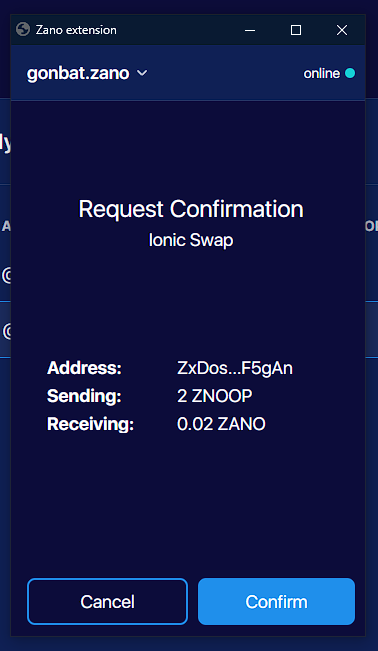 Zano extension
gonbat.zano
online
Request Confirmation
Ionic Swap
Address: ZxDos...F5gAn
Sending: 2 ZNOOP
Receiving: 0.02 ZANO
Cancel
Confirm